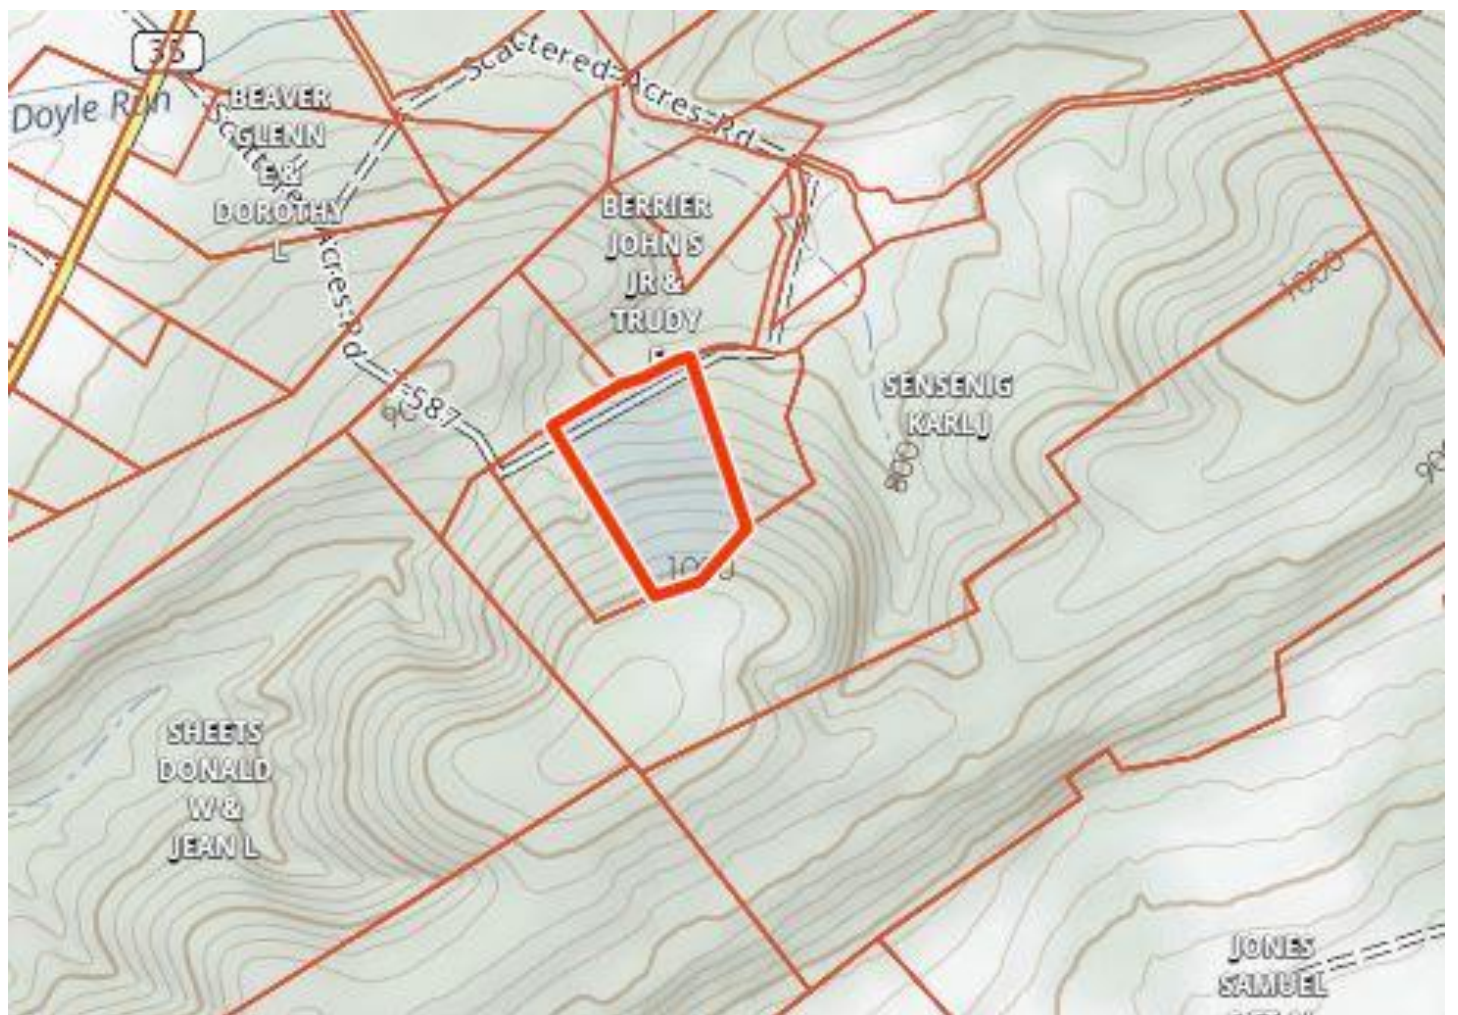 35
Doyle Run
Scattered Acres Rd
Scattered Acres Rd
BEAVER
GLENN
E &
DOROTHY
L
BERRIER
JOHN S
JR &
TRUDY
1000
T-587
SENSENIG
KARL J
800
1000
SHEETS
DONALD
W &
JEAN L
JONES
SAMUEL